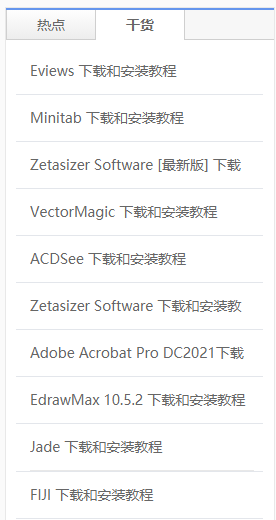 热点 干货
Eviews 下载和安装教程
Minitab 下载和安装教程
Zetasizer Software [最新版] 下载
VectorMagic 下载和安装教程
ACDSee 下载和安装教程
Zetasizer Software 下载和安装教
Adobe Acrobat Pro DC2021下载
EdrawMax 10.5.2 下载和安装教程
Jade 下载和安装教程
FIJI 下载和安装教程